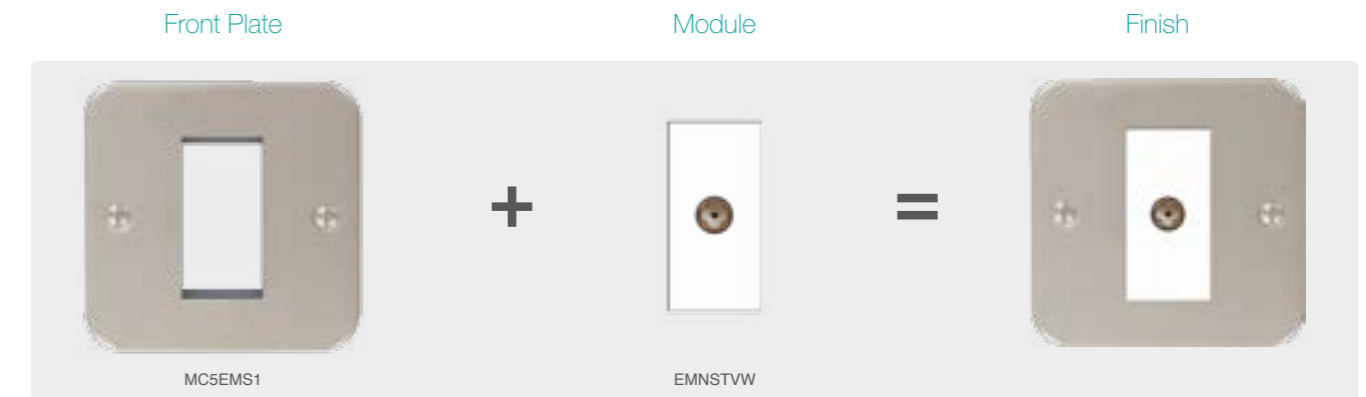 Front Plate Module Finish
+ =
MC5EMS1 EMNSTVW